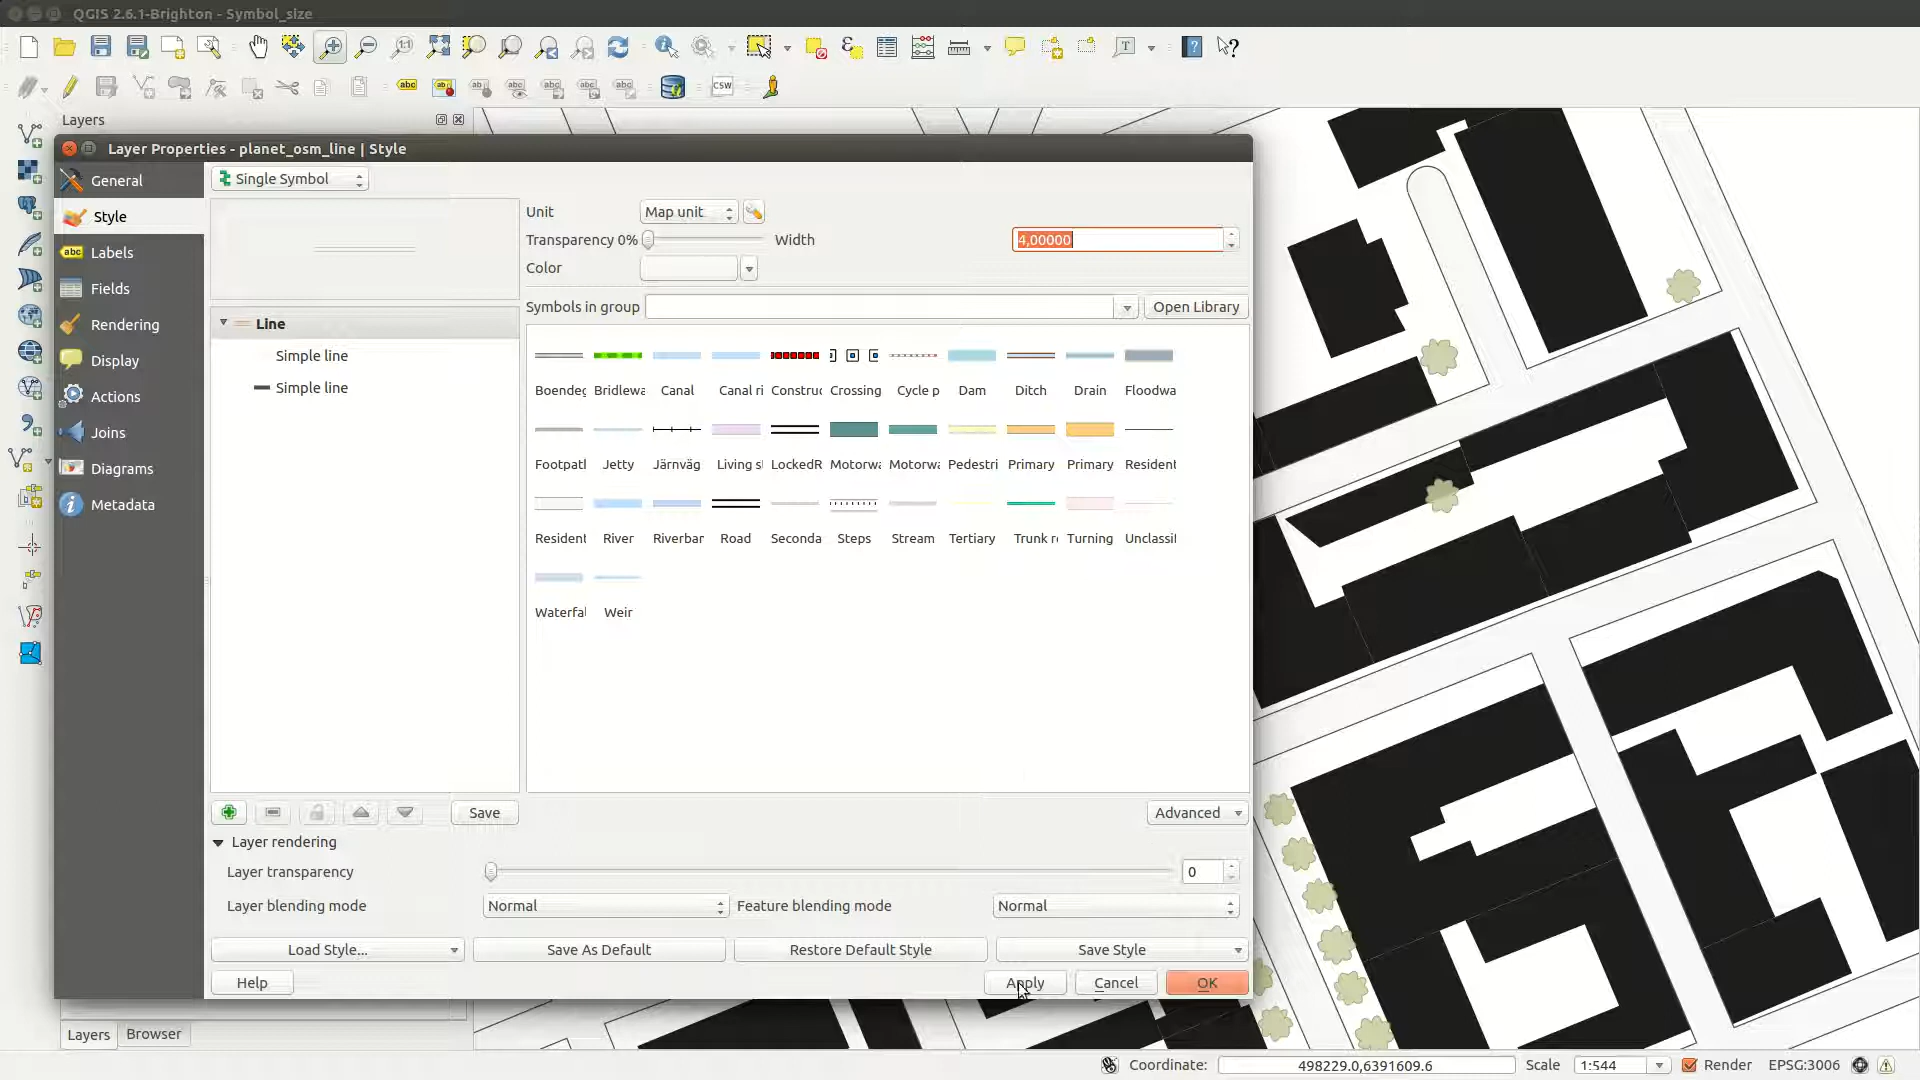 QGIS 2.6.1-Brighton - Symbol_size
abc
CSW
Layers
Layer Properties - planet_osm_line | Style
General
Style
Labels
Fields
Rendering
Display
Actions
Joins
Diagrams
Metadata
Single Symbol
Unit
Map unit
Transparency 0%
Width
4,00000
Color
Symbols in group
Open Library
Line
Simple line
Simple line
Boendeg Bridlewa Canal Canal ri Construc Crossing Cycle p Dam Ditch Drain Floodwa
Footpatl Jetty Järnväg Living sl LockedR Motorwa Motorwa Pedestri Primary Primary Resident
Resident River Riverbar Road Seconda Steps Stream Tertiary Trunk r Turning Unclassif
Waterfal Weir
Save
Advanced
Layer rendering
Layer transparency
0
Layer blending mode
Normal
Feature blending mode
Normal
Load Style...
Save As Default
Restore Default Style
Save Style
Help
Apply
Cancel
OK
Layers
Browser
Coordinate:
498229.0,6391609.6
Scale
1:544
Render
EPSG:3006